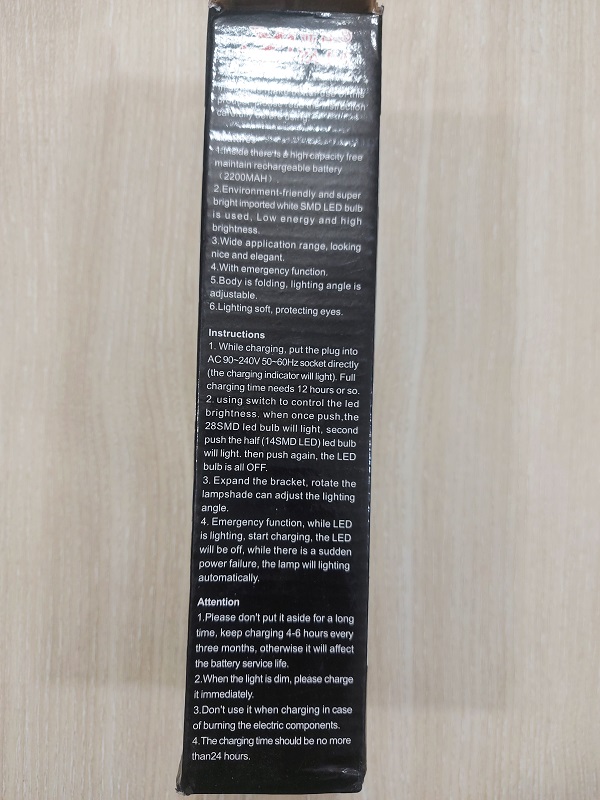 1.Inside there is a high capacity free
maintain rechargeable battery
(2200MAH).
2.Environment-friendly and super
bright imported white SMD LED bulb
is used, Low energy and high
brightness.
3.Wide application range, looking
nice and elegant.
4.With emergency function.
5.Body is folding, lighting angle is
adjustable.
6.Lighting soft, protecting eyes.
Instructions
1. While charging, put the plug into
AC 90~240V 50~60Hz socket directly
(the charging indicator will light). Full
charging time needs 12 hours or so.
2. using switch to control the led
brightness. when once push,the
28SMD led bulb will light, second
push the half (14SMD LED) led bulb
will light. then push again, the LED
bulb is all OFF.
3. Expand the bracket, rotate the
lampshade can adjust the lighting
angle.
4. Emergency function, while LED
is lighting, start charging, the LED
will be off, while there is a sudden
power failure, the lamp will lighting
automatically.
Attention
1.Please don't put it aside for a long
time, keep charging 4-6 hours every
three months, otherwise it will affect
the battery service life.
2.When the light is dim, please charge
it immediately.
3.Don't use it when charging in case
of burning the electric components.
4.The charging time should be no more
than24 hours.